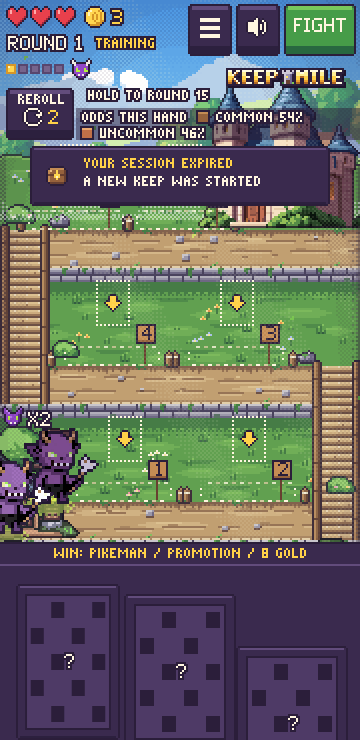 3
FIGHT
ROUND 1 TRAINING
KEEP MILE
HOLD TO ROUND 15
REROLL
2
ODDS THIS HAND COMMON 54%
UNCOMMON 46%
YOUR SESSION EXPIRED
A NEW KEEP WAS STARTED
4
3
X2
1
2
WIN: PIKEMAN / PROMOTION / 8 GOLD
?
?
?